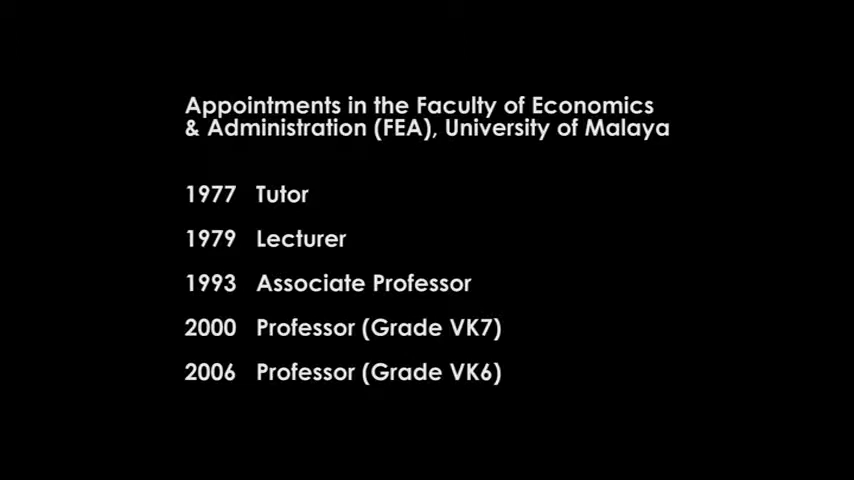 Appointments in the Faculty of Economics
& Administration (FEA), University of Malaya
1977 Tutor
1979 Lecturer
1993 Associate Professor
2000 Professor (Grade VK7)
2006 Professor (Grade VK6)